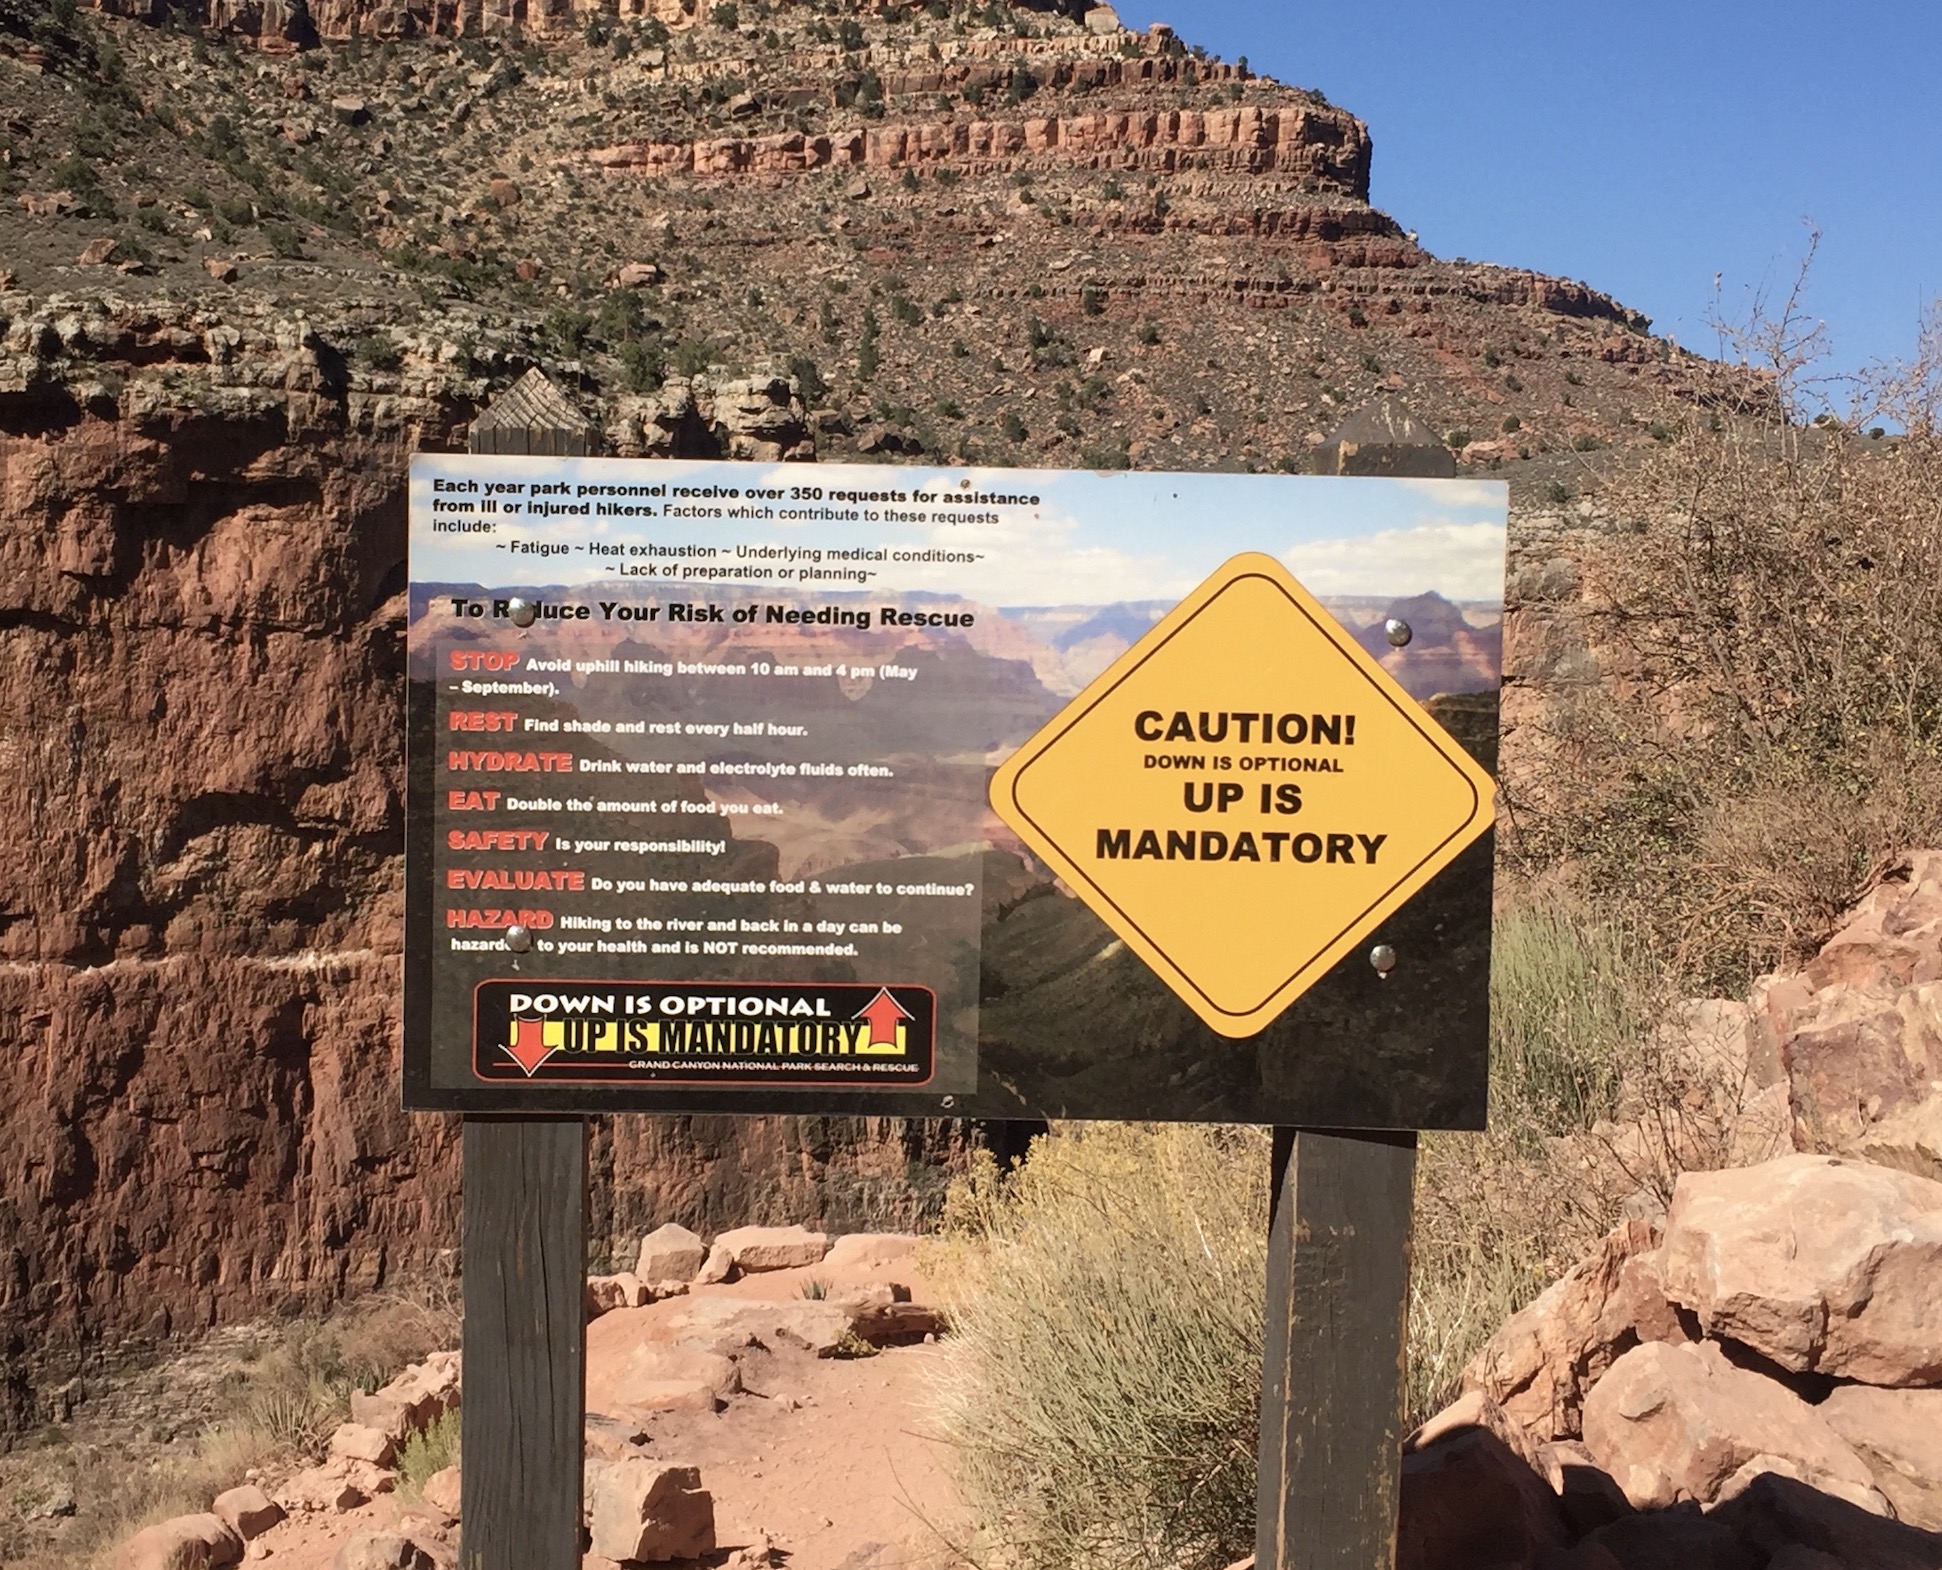 Each year park personnel receive over 350 requests for assistance
from Ill or injured hikers. Factors which contribute to these requests
include:
~ Fatigue ~ Heat exhaustion ~ Underlying medical conditions~
~ Lack of preparation or planning~
To Reduce Your Risk of Needing Rescue
STOP Avoid uphill hiking between 10 am and 4 pm (May
– September).
REST Find shade and rest every half hour.
HYDRATE Drink water and electrolyte fluids often.
EAT Double the amount of food you eat.
SAFETY Is your responsibility!
EVALUATE Do you have adequate food & water to continue?
HAZARD Hiking to the river and back in a day can be
hazardous to your health and is NOT recommended.
DOWN IS OPTIONAL
UP IS MANDATORY
GRAND CANYON NATIONAL PARK SEARCH & RESCUE
CAUTION!
DOWN IS OPTIONAL
UP IS
MANDATORY